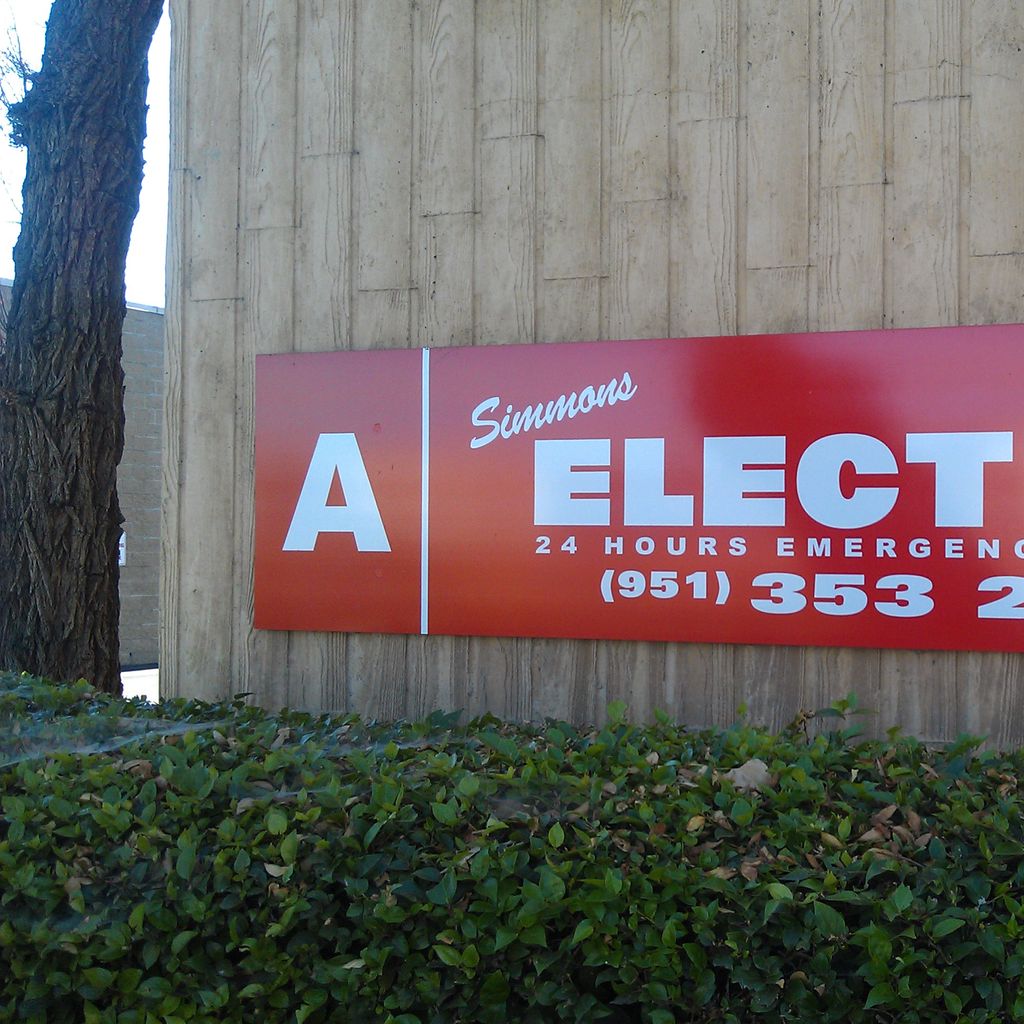 A
Simmons
ELECT
24 HOURS EMERGENC
(951) 353 2